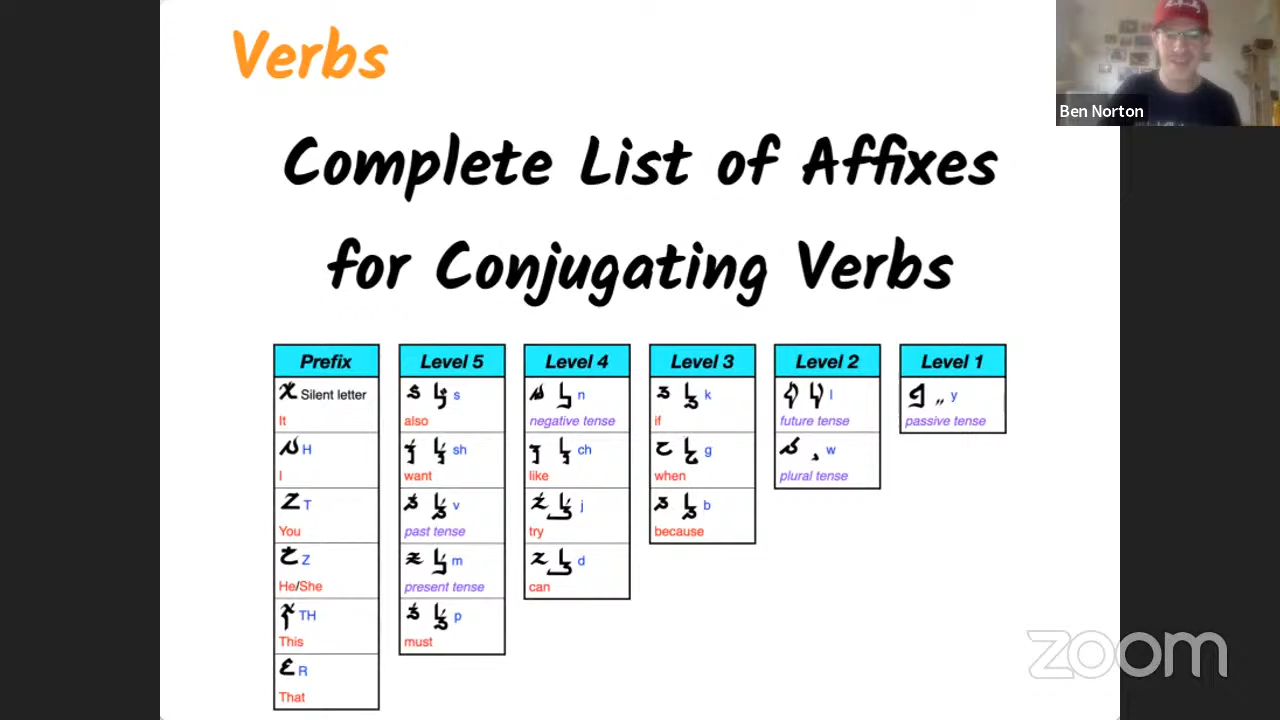 Verbs
Ben Norton
Complete List of Affixes
for Conjugating Verbs
Prefix
Silent letter
It
H
I
T
You
Z
He/She
TH
This
R
That
Level 5
s
also
sh
want
v
past tense
m
present tense
p
must
Level 4
n
negative tense
ch
like
j
try
d
can
Level 3
k
if
g
when
b
because
Level 2
l
future tense
w
plural tense
Level 1
y
passive tense
zoom